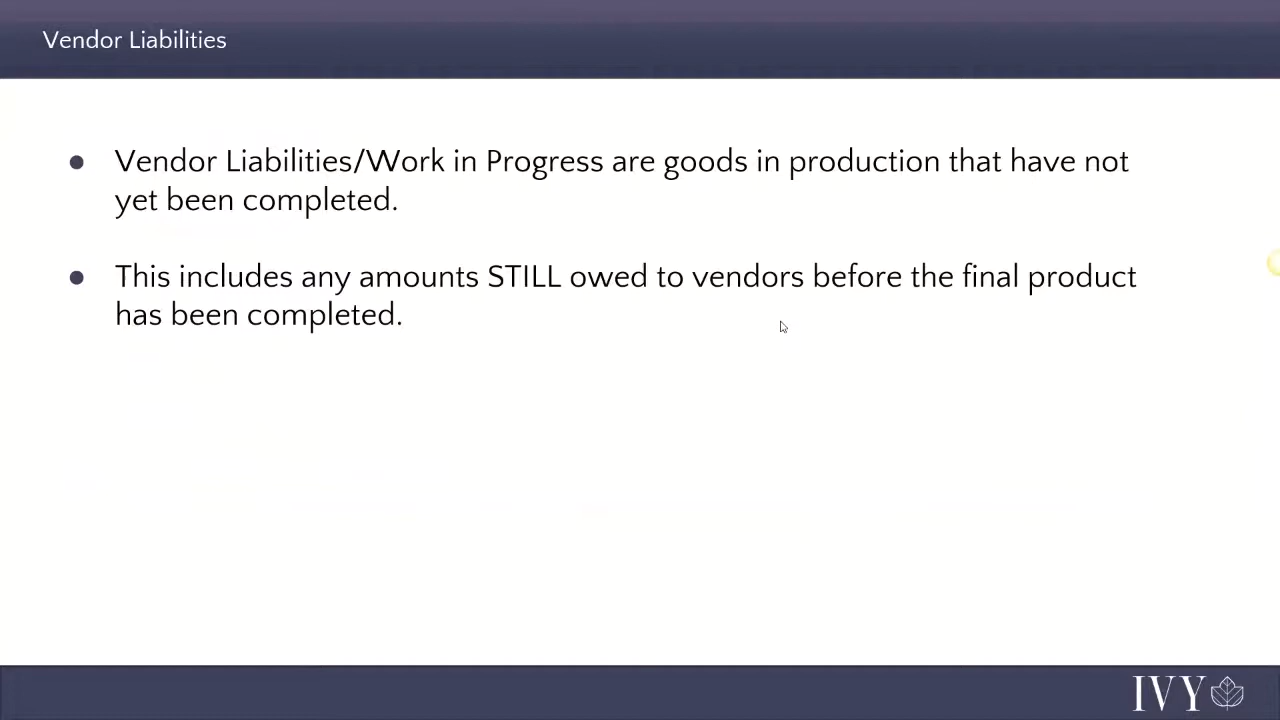 Vendor Liabilities
● Vendor Liabilities/Work in Progress are goods in production that have not
yet been completed.
● This includes any amounts STILL owed to vendors before the final product
has been completed.
IVY